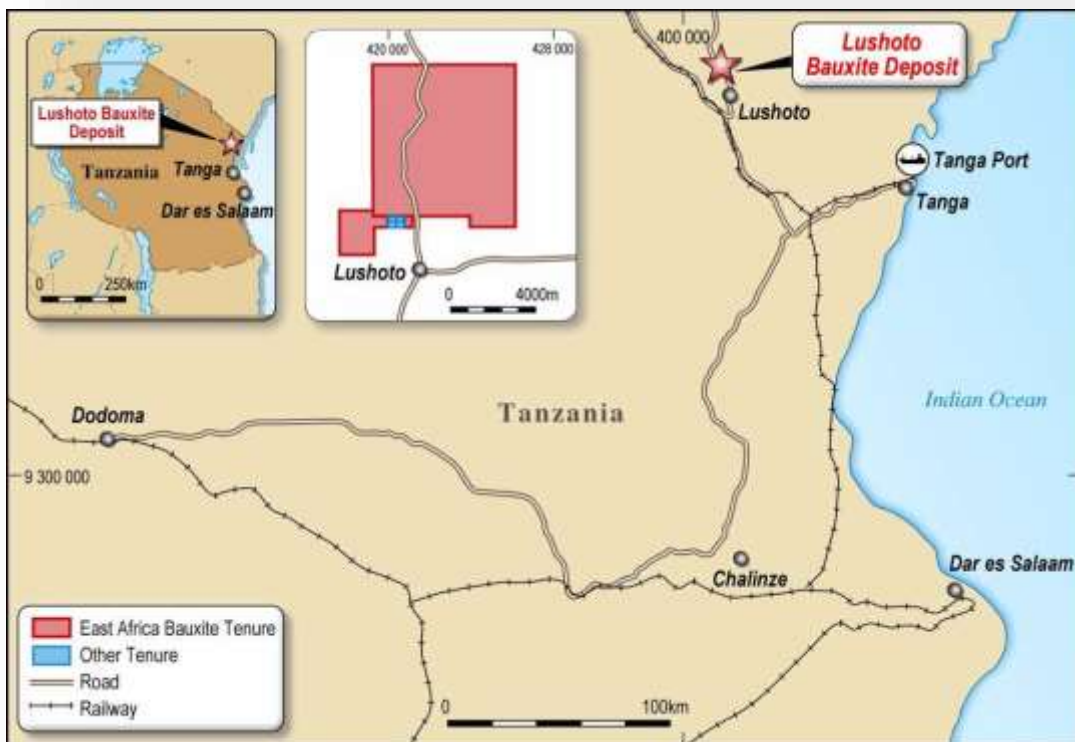 Lushoto Bauxite
Deposit
Tanzania
Tanga
Dar es Salaam
0 250km
420 000 428 000
Lushoto
0 4000m
400 000
Lushoto
Bauxite Deposit
Lushoto
Tanga Port
Tanga
Tanzania
Indian Ocean
Dodoma
9 300 000
Chalinze
Dar es Salaam
East Africa Bauxite Tenure
Other Tenure
Road
Railway
0 100km